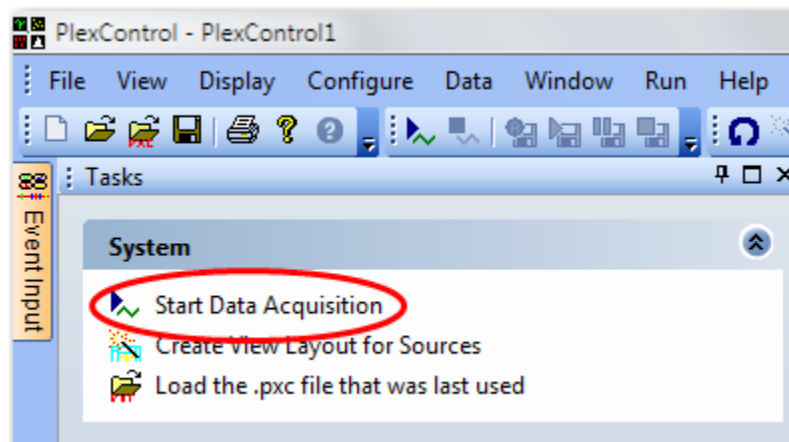 PlexControl - PlexControl1
File View Display Configure Data Window Run Help
PXC
Tasks
Event Input
System
Start Data Acquisition
Create View Layout for Sources
Load the .pxc file that was last used